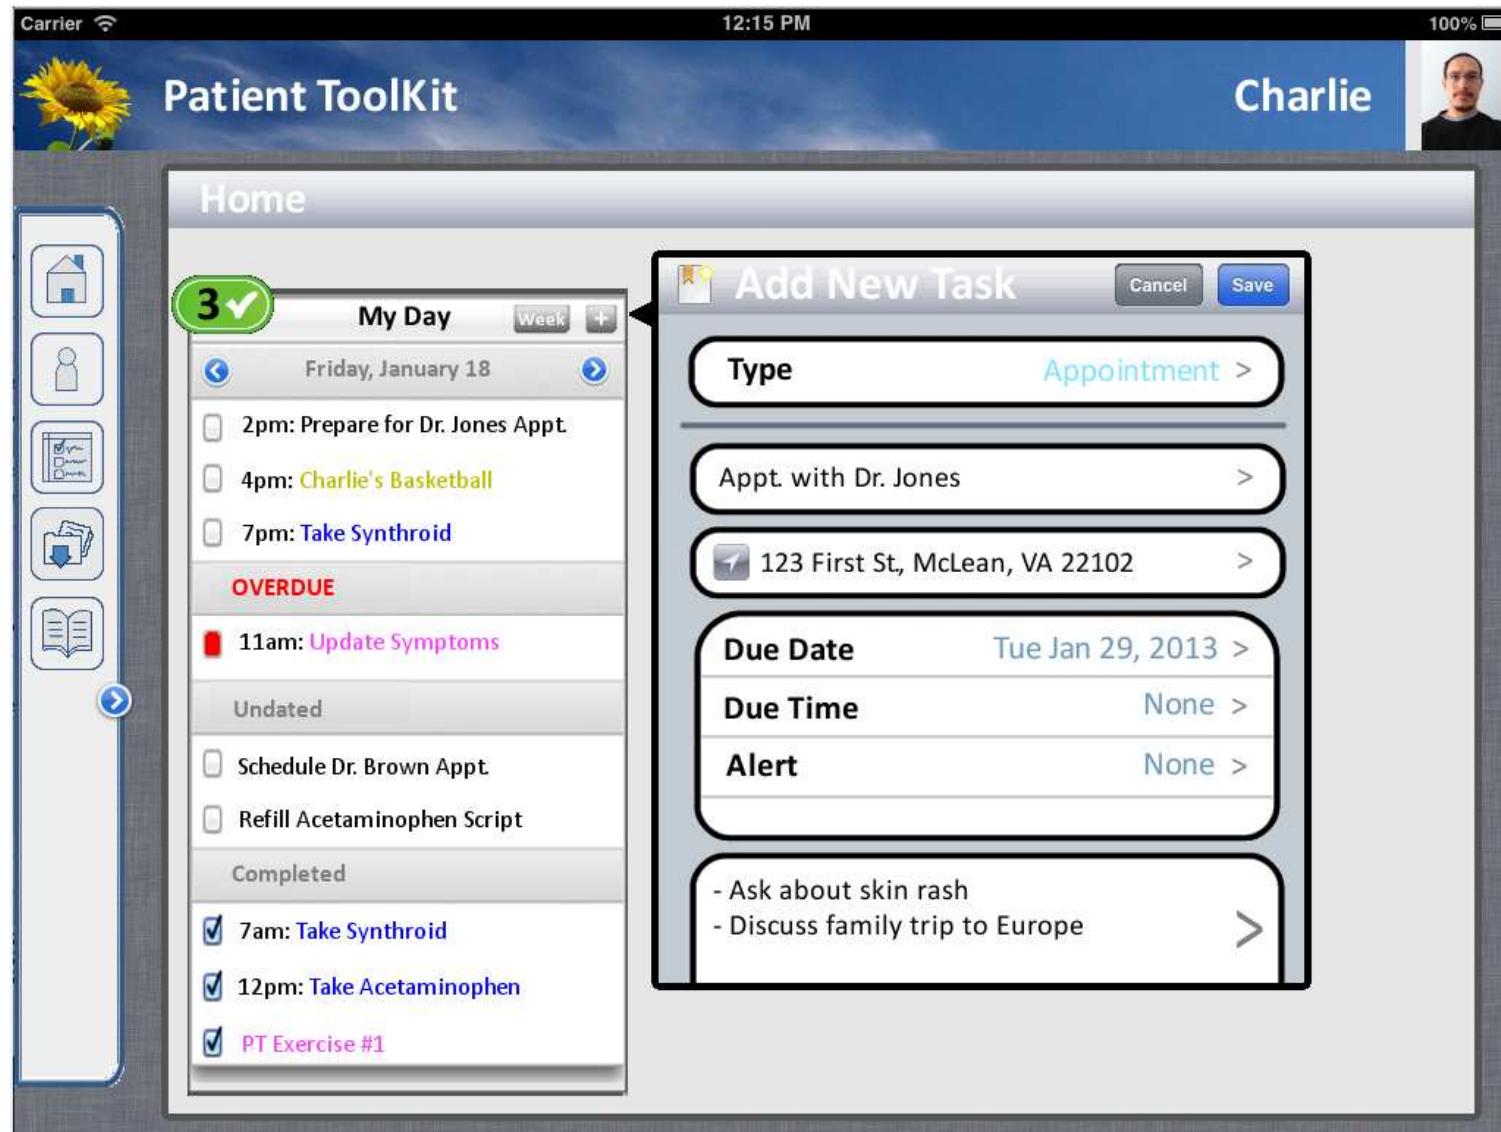 Carrier
12:15 PM
100%
Patient ToolKit
Charlie
Home
3
My Day
Week
+
Friday, January 18
2pm: Prepare for Dr. Jones Appt.
4pm: Charlie's Basketball
7pm: Take Synthroid
OVERDUE
11am: Update Symptoms
Undated
Schedule Dr. Brown Appt.
Refill Acetaminophen Script
Completed
7am: Take Synthroid
12pm: Take Acetaminophen
PT Exercise #1
Add New Task
Cancel
Save
Type
Appointment >
Appt. with Dr. Jones >
123 First St., McLean, VA 22102 >
Due Date Tue Jan 29, 2013 >
Due Time None >
Alert None >
- Ask about skin rash
- Discuss family trip to Europe >